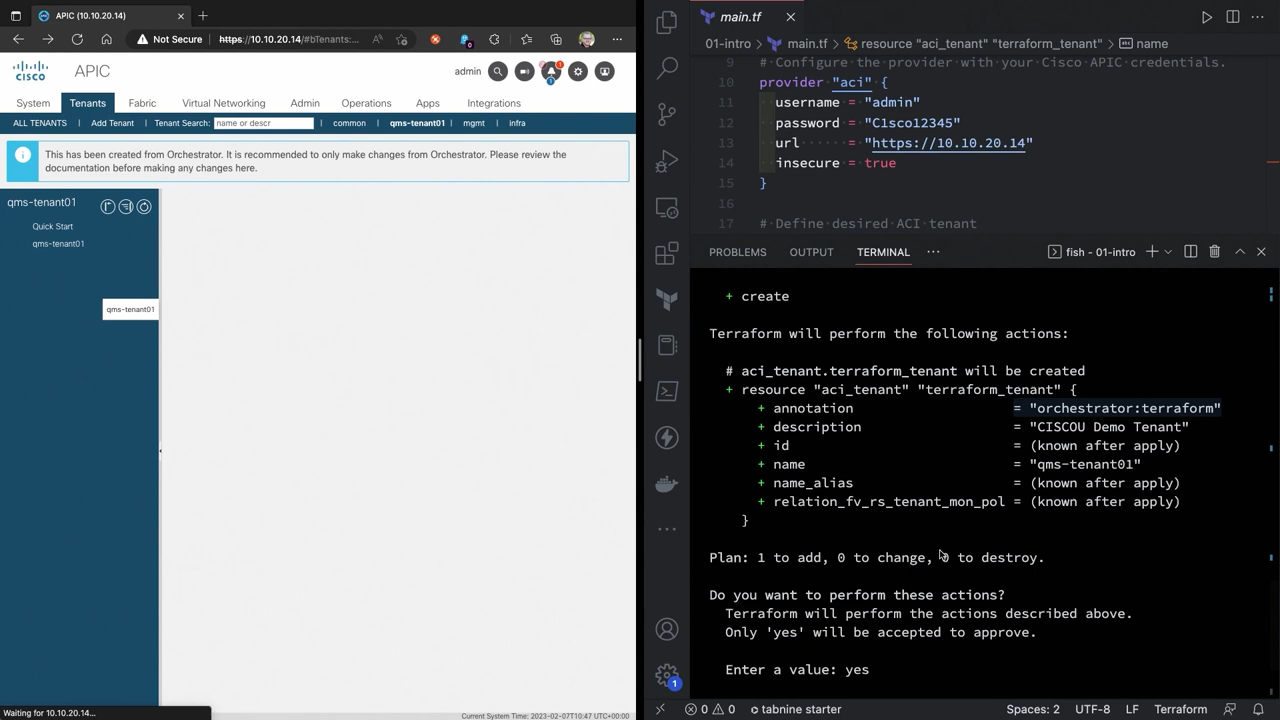 APIC (10.10.20.14)
Not Secure
https://10.10.20.14/#bTenants:...
0
CISCO
APIC
admin
1
1
System
Tenants
Fabric
Virtual Networking
Admin
Operations
Apps
Integrations
ALL TENANTS | Add Tenant | Tenant Search: name or descr | common | qms-tenant01 | mgmt | infra
This has been created from Orchestrator. It is recommended to only make changes from Orchestrator. Please review the
documentation before making any changes here.
qms-tenant01
Quick Start
qms-tenant01
qms-tenant01
Waiting for 10.10.20.14...
Current System Time: 2023-02-07T10:47 UTC+00:00
main.tf
01-intro > main.tf > resource "aci_tenant" "terraform_tenant" > name
9 # Configure the provider with your Cisco APIC credentials.
10 provider "aci" {
11 username = "admin"
12 password = "C1sco12345"
13 url = "https://10.10.20.14"
14 insecure = true
15 }
16
17 # Define desired ACI tenant
PROBLEMS
OUTPUT
TERMINAL
fish - 01-intro
+ create
Terraform will perform the following actions:
# aci_tenant.terraform_tenant will be created
+ resource "aci_tenant" "terraform_tenant" {
+ annotation = "orchestrator:terraform"
+ description = "CISCOU Demo Tenant"
+ id = (known after apply)
+ name = "qms-tenant01"
+ name_alias = (known after apply)
+ relation_fv_rs_tenant_mon_pol = (known after apply)
}
Plan: 1 to add, 0 to change, 0 to destroy.
Do you want to perform these actions?
Terraform will perform the actions described above.
Only 'yes' will be accepted to approve.
Enter a value: yes
1
0
0
tabnine starter
Spaces: 2
UTF-8
LF
Terraform